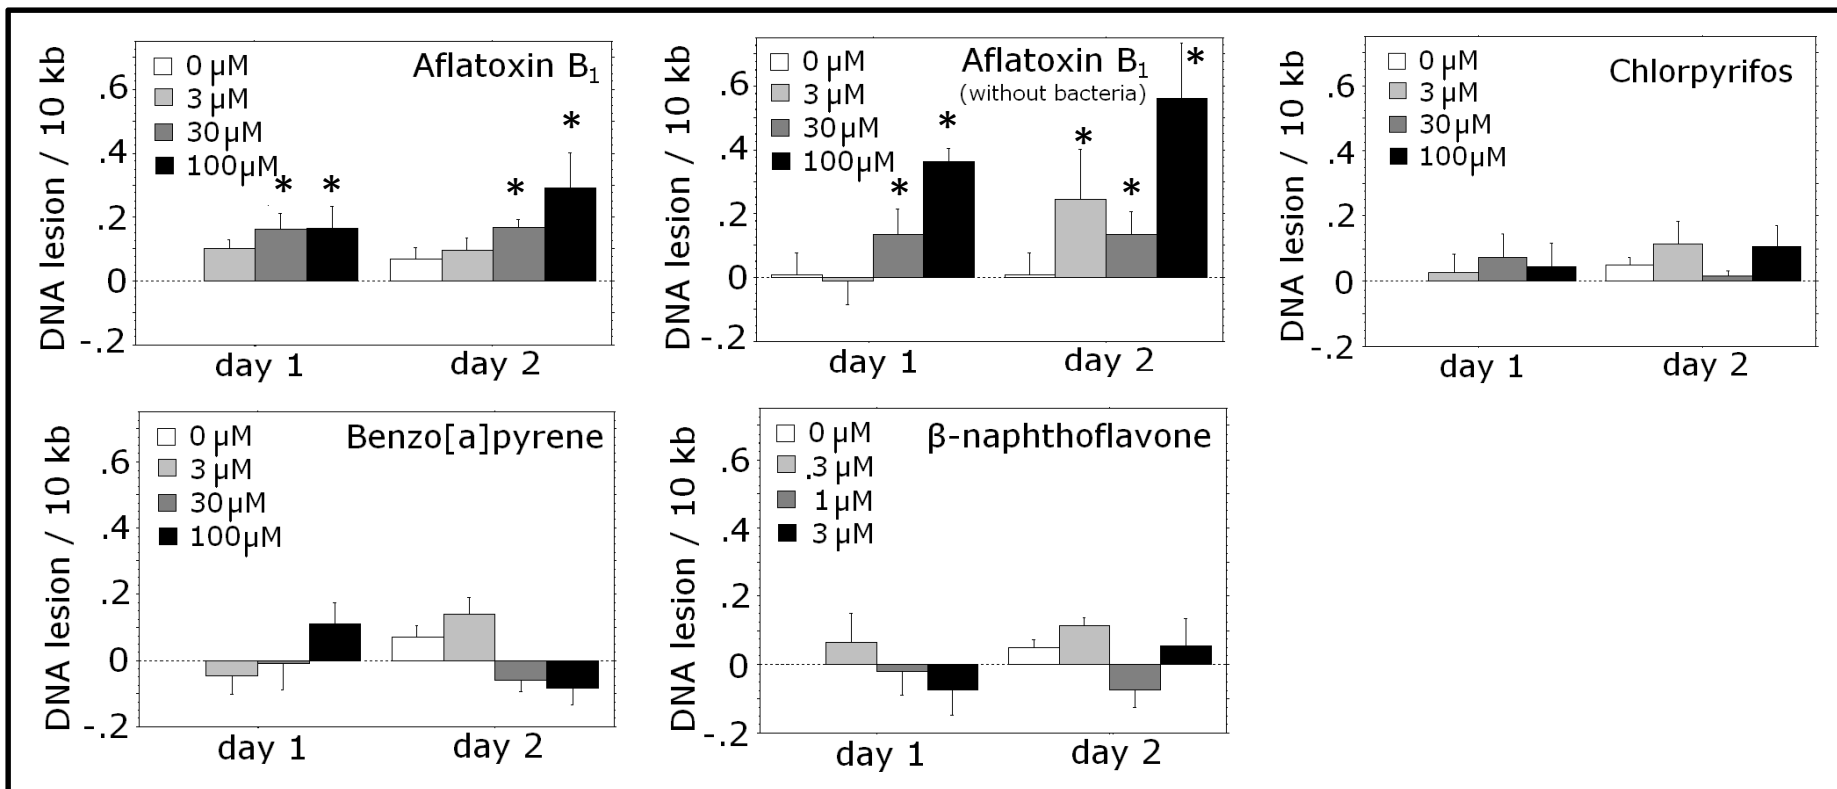 DNA lesion / 10 kb
.6
.4
.2
0
-.2
0 µM
3 µM
30 µM
100µM
Aflatoxin B₁
* * * *
day 1 day 2
DNA lesion / 10 kb
.6
.4
.2
0
-.2
0 µM
3 µM
30 µM
100µM
Aflatoxin B₁
(without bacteria)
* * * * *
day 1 day 2
DNA lesion / 10 kb
.6
.4
.2
0
-.2
0 µM
3 µM
30 µM
100µM
Chlorpyrifos
day 1 day 2
DNA lesion / 10 kb
.6
.4
.2
0
-.2
0 µM
3 µM
30 µM
100µM
Benzo[a]pyrene
day 1 day 2
DNA lesion / 10 kb
.6
.4
.2
0
-.2
0 µM
.3 µM
1 µM
3 µM
β-naphthoflavone
day 1 day 2